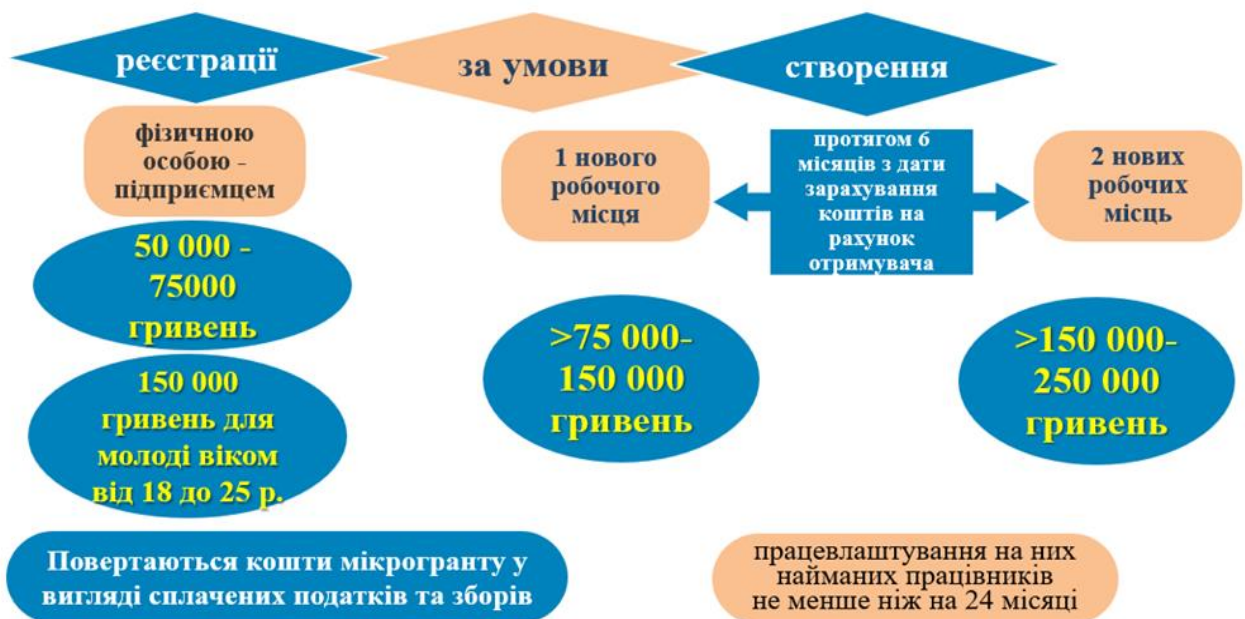 реєстрації
за умови
створення
фізичною
особою -
підприємцем
1 нового
робочого
місця
протягом 6
місяців з дати
зарахування
коштів на
рахунок
отримувача
2 нових
робочих
місць
50 000 -
75000
гривень
>75 000-
150 000
гривень
>150 000-
250 000
гривень
150 000
гривень для
молоді віком
від 18 до 25 р.
Повертаються кошти мікрогранту у
вигляді сплачених податків та зборів
працевлаштування на них
найманих працівників
не менше ніж на 24 місяці